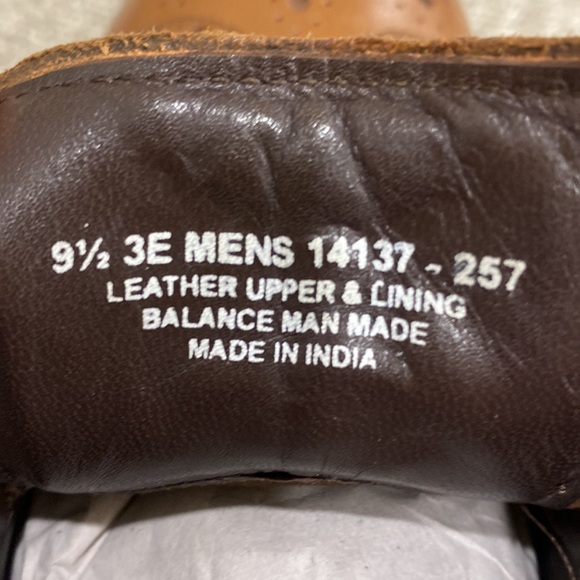 9½ 3E MENS 14137 - 257
LEATHER UPPER & LINING
BALANCE MAN MADE
MADE IN INDIA